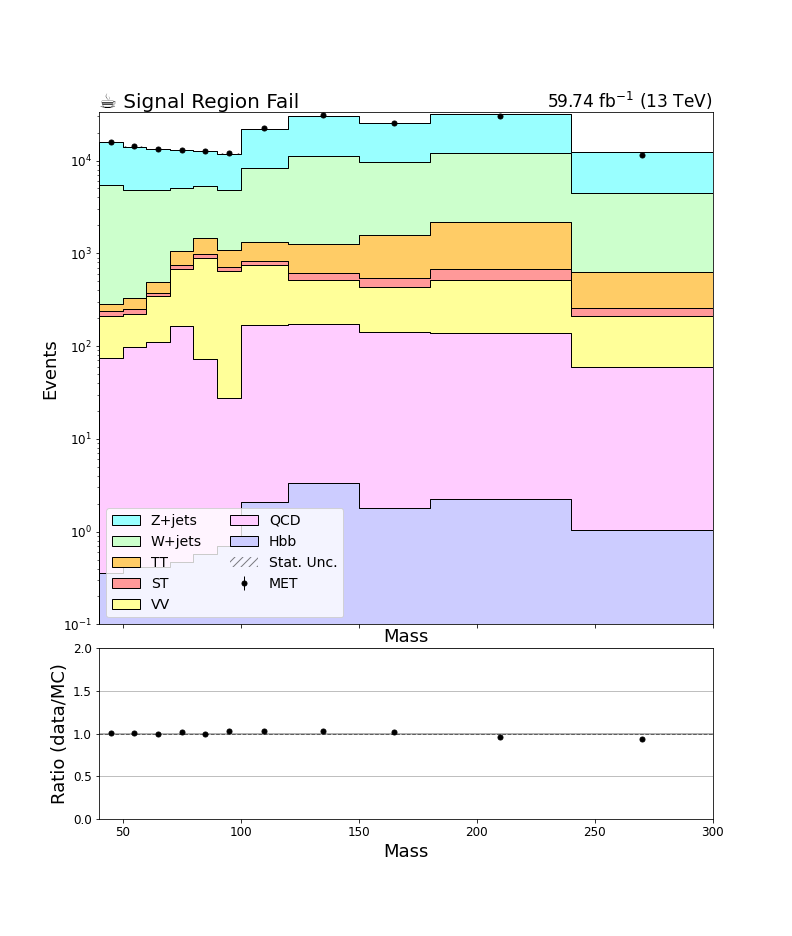 ☕ Signal Region Fail 59.74 fb⁻¹ (13 TeV)
10⁴
10³
10²
10¹
10⁰
10⁻¹
Events
Z+jets QCD
W+jets Hbb
TT Stat. Unc.
ST MET
VV
Mass
2.0
1.5
1.0
0.5
0.0
Ratio (data/MC)
50 100 150 200 250 300
Mass